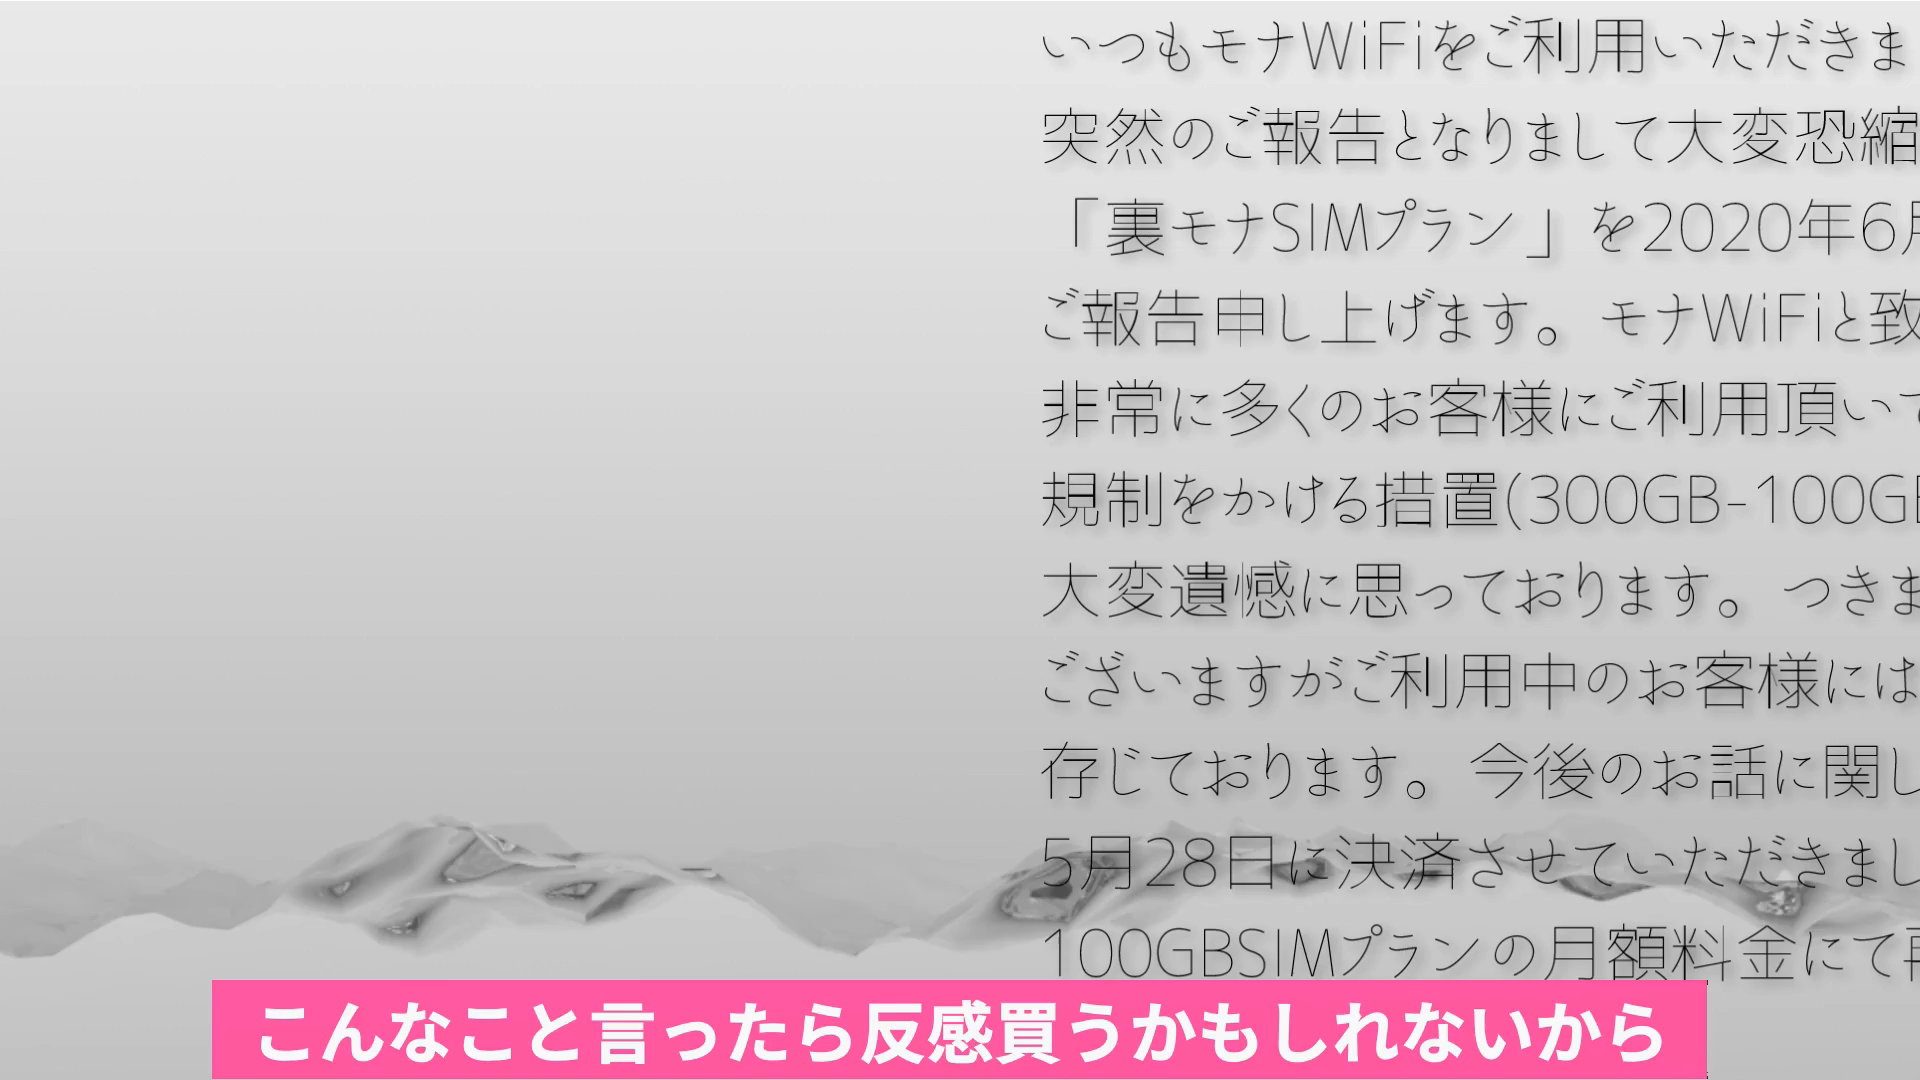 いつもモナWiFiをご利用いただきま
突然のご報告となりまして大変恐縮
「裏モナSIMプラン」を2020年6月
ご報告申し上げます。モナWiFiと致
非常に多くのお客様にご利用頂いて
規制をかける措置(300GB-100GB
大変遺憾に思っております。つきま
ございますがご利用中のお客様には
存じております。今後のお話に関し
5月28日に決済させていただきまし
100GBSIMプランの月額料金にて再
こんなこと言ったら反感買うかもしれないから